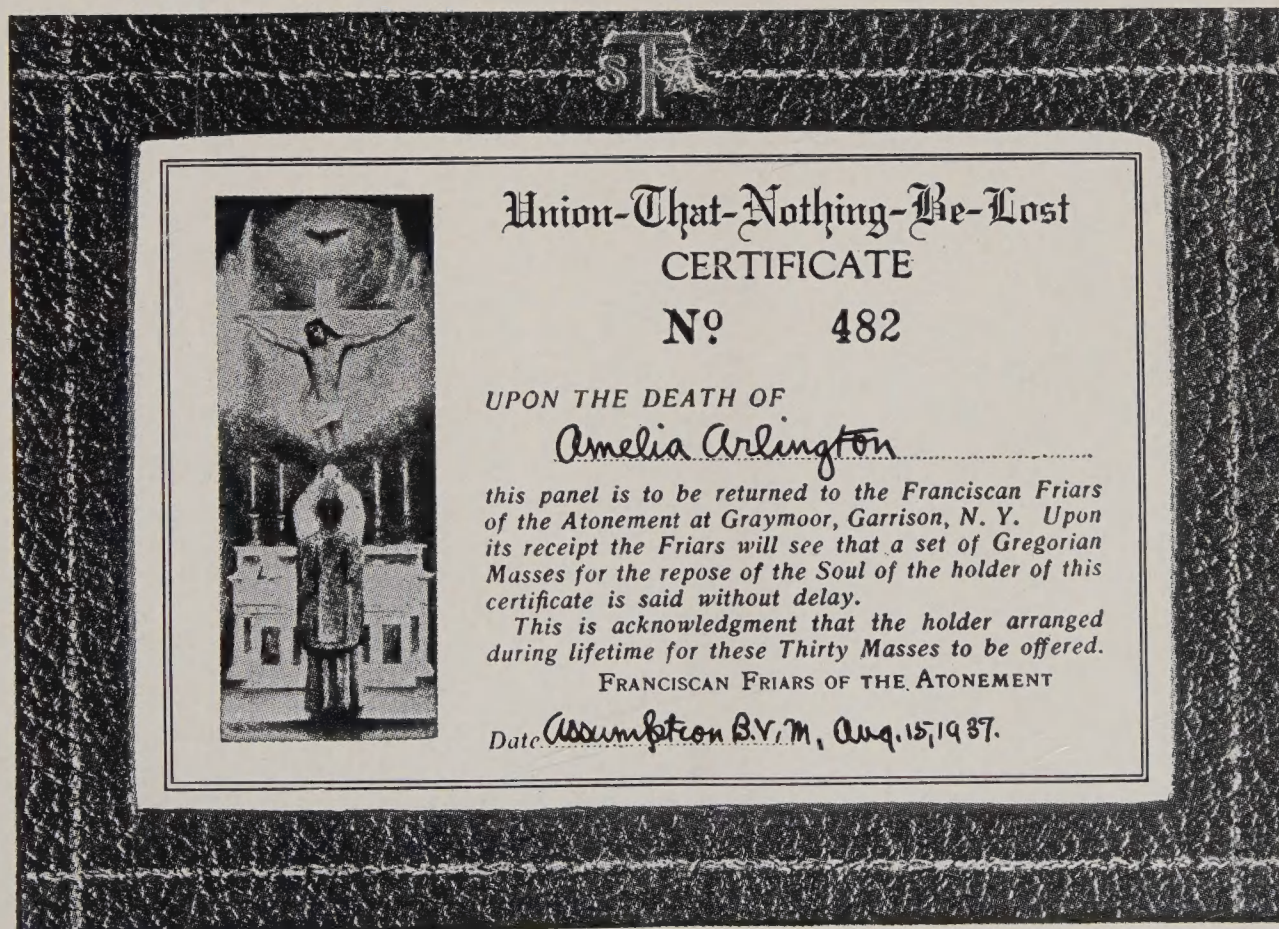 STA
Union-That-Nothing-Be-Lost
CERTIFICATE
Nº 482
UPON THE DEATH OF
Amelia Arlington
this panel is to be returned to the Franciscan Friars
of the Atonement at Graymoor, Garrison, N. Y. Upon
its receipt the Friars will see that a set of Gregorian
Masses for the repose of the Soul of the holder of this
certificate is said without delay.
This is acknowledgment that the holder arranged
during lifetime for these Thirty Masses to be offered.
FRANCISCAN FRIARS OF THE ATONEMENT
Date Assumption B.V.M, Aug. 15, 1937.